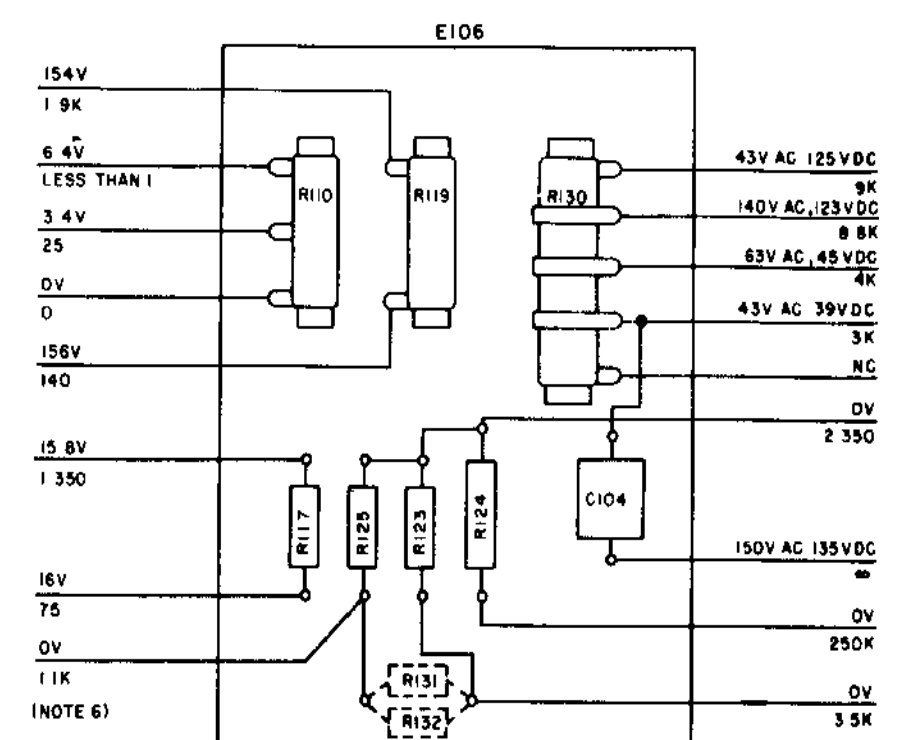 E106
154V
1 9K
6 4V
LESS THAN 1
3 4V
25
0V
0
156V
140
15 8V
1 350
16V
75
0V
1 1K
(NOTE 6)
R110
R119
R130
R117
R125
R123
R124
C104
R131
R132
43V AC 125VDC
9K
140V AC, 123VDC
8 8K
63V AC, 45VDC
4K
43V AC 39VDC
3K
NC
0V
2 350
150V AC 135VDC
∞
0V
250K
0V
3 5K